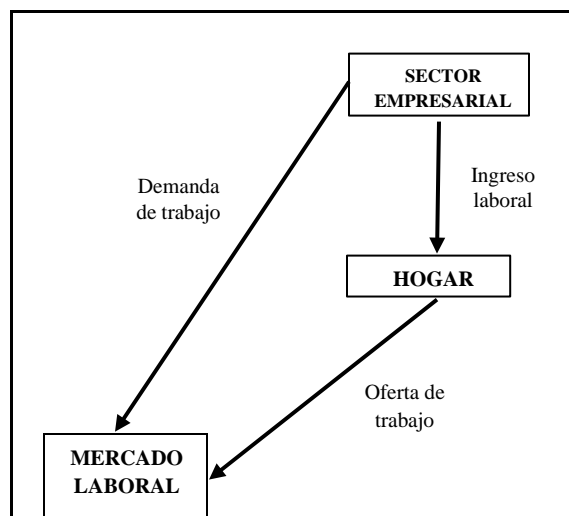 SECTOR
EMPRESARIAL
Demanda
de trabajo
Ingreso
laboral
HOGAR
Oferta de
trabajo
MERCADO
LABORAL